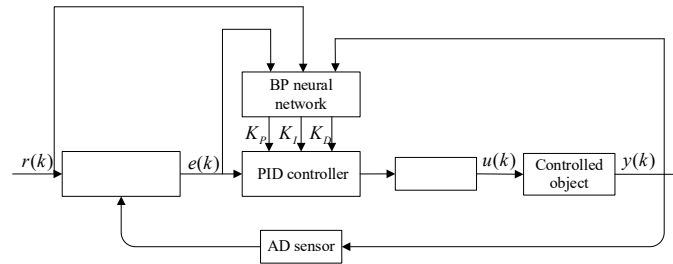 BP neural
network
K_P K_I K_D
r(k)
e(k)
PID controller
u(k)
Controlled
object
y(k)
AD sensor